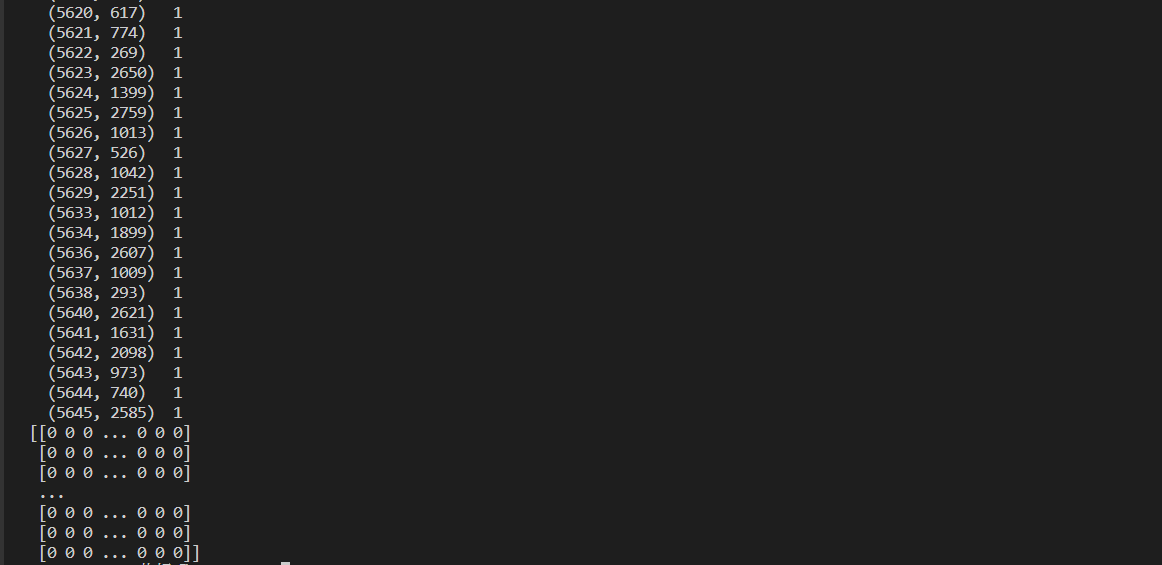 (5620, 617)	1
(5621, 774)	1
(5622, 269)	1
(5623, 2650)	1
(5624, 1399)	1
(5625, 2759)	1
(5626, 1013)	1
(5627, 526)	1
(5628, 1042)	1
(5629, 2251)	1
(5633, 1012)	1
(5634, 1899)	1
(5636, 2607)	1
(5637, 1009)	1
(5638, 293)	1
(5640, 2621)	1
(5641, 1631)	1
(5642, 2098)	1
(5643, 973)	1
(5644, 740)	1
(5645, 2585)	1
[[0 0 0 ... 0 0 0]
[0 0 0 ... 0 0 0]
[0 0 0 ... 0 0 0]
...
[0 0 0 ... 0 0 0]
[0 0 0 ... 0 0 0]
[0 0 0 ... 0 0 0]]